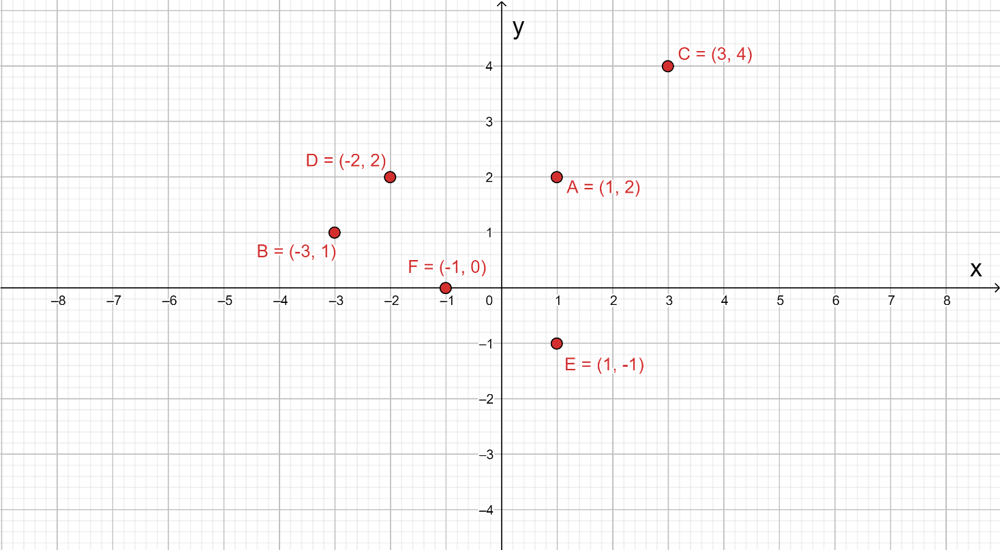 y
C = (3, 4)
4
3
D = (-2, 2)
2
A = (1, 2)
1
B = (-3, 1)
F = (-1, 0)
x
–8 –7 –6 –5 –4 –3 –2 –1 0 1 2 3 4 5 6 7 8
–1
E = (1, -1)
–2
–3
–4